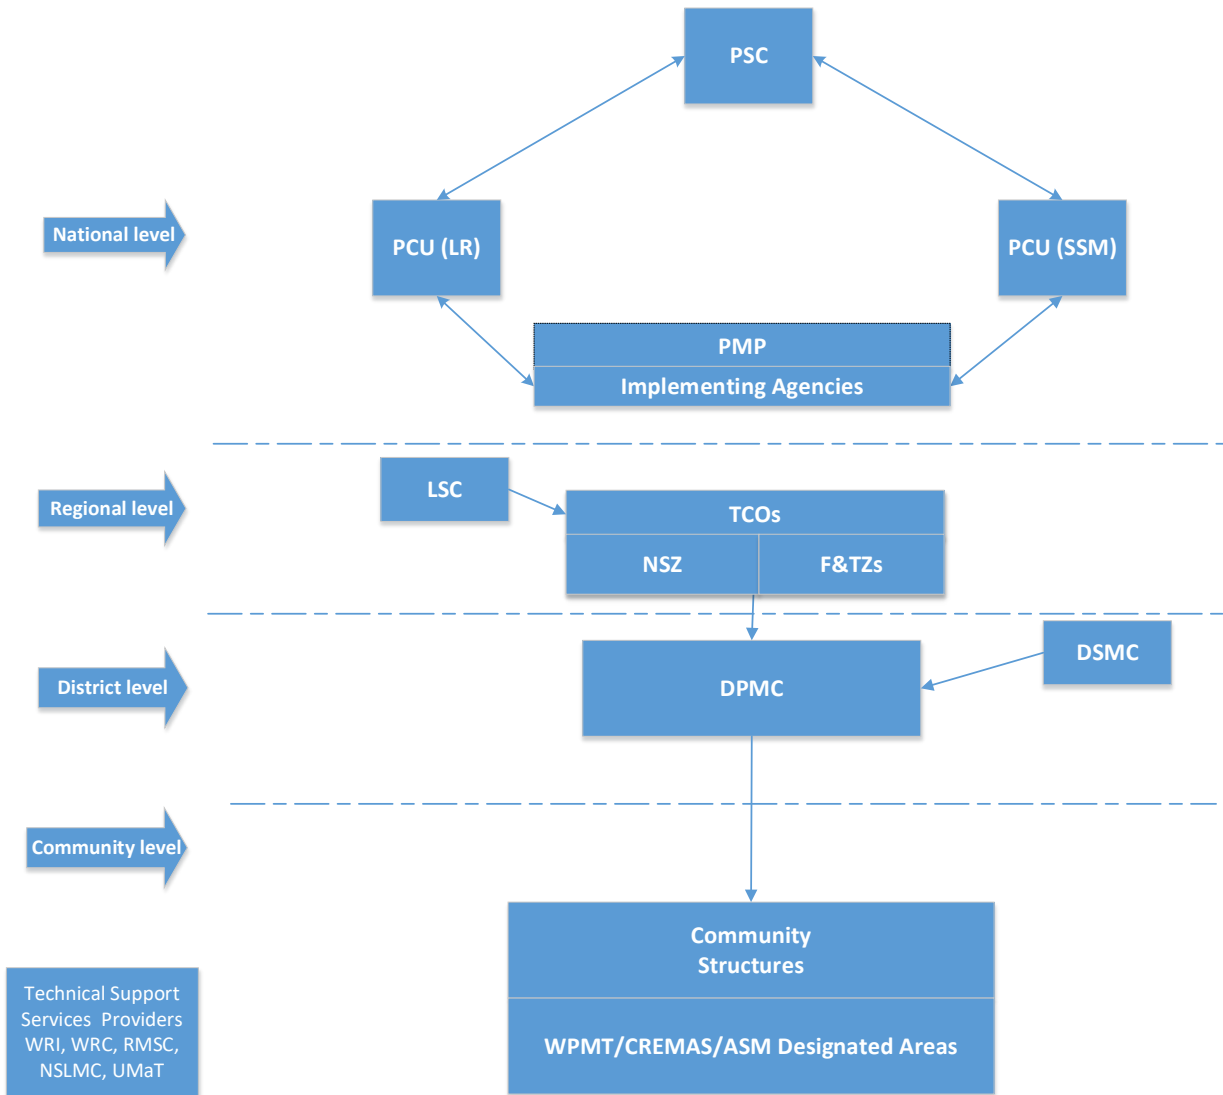 PSC
National level
PCU (LR)
PCU (SSM)
PMP
Implementing Agencies
Regional level
LSC
TCOs
NSZ
F&TZs
District level
DPMC
DSMC
Community level
Community
Structures
WPMT/CREMAS/ASM Designated Areas
Technical Support
Services Providers
WRI, WRC, RMSC,
NSLMC, UMaT